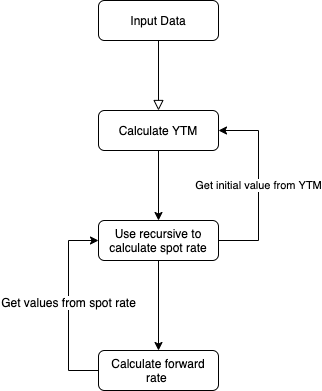 Input Data
Calculate YTM
Get initial value from YTM
Use recursive to
calculate spot rate
Get values from spot rate
Calculate forward
rate